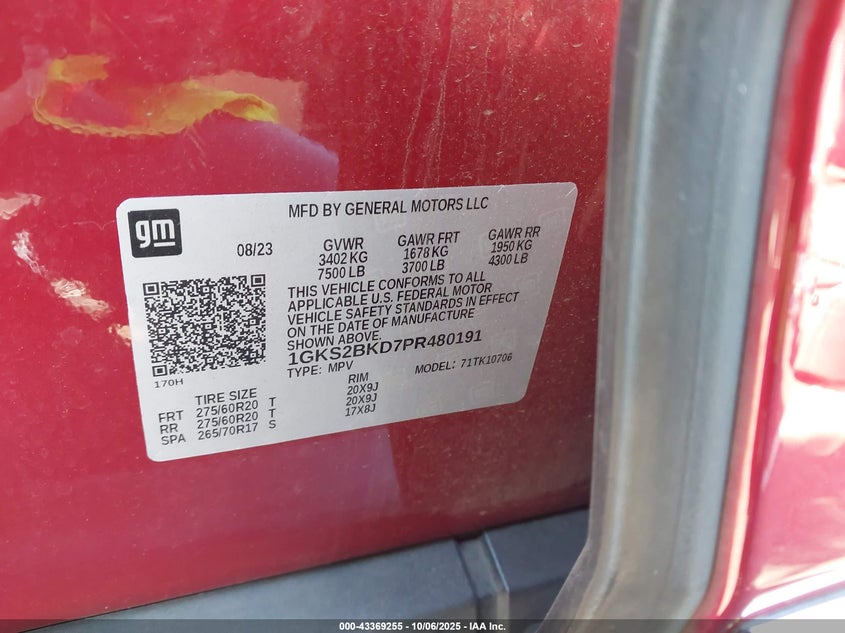 gm
MFD BY GENERAL MOTORS LLC
08/23
GVWR GAWR FRT GAWR RR
3402 KG 1678 KG 1950 KG
7500 LB 3700 LB 4300 LB
THIS VEHICLE CONFORMS TO ALL
APPLICABLE U.S. FEDERAL MOTOR
VEHICLE SAFETY STANDARDS IN EFFECT
ON THE DATE OF MANUFACTURE
SHOWN ABOVE.
1GKS2BKD7PR480191
TYPE: MPV MODEL: 71TK10706
170H
TIRE SIZE RIM
FRT 275/60R20 T 20X9J
RR 275/60R20 T 20X9J
SPA 265/70R17 S 17X8J
000-43369255 - 10/06/2025 - IAA Inc.